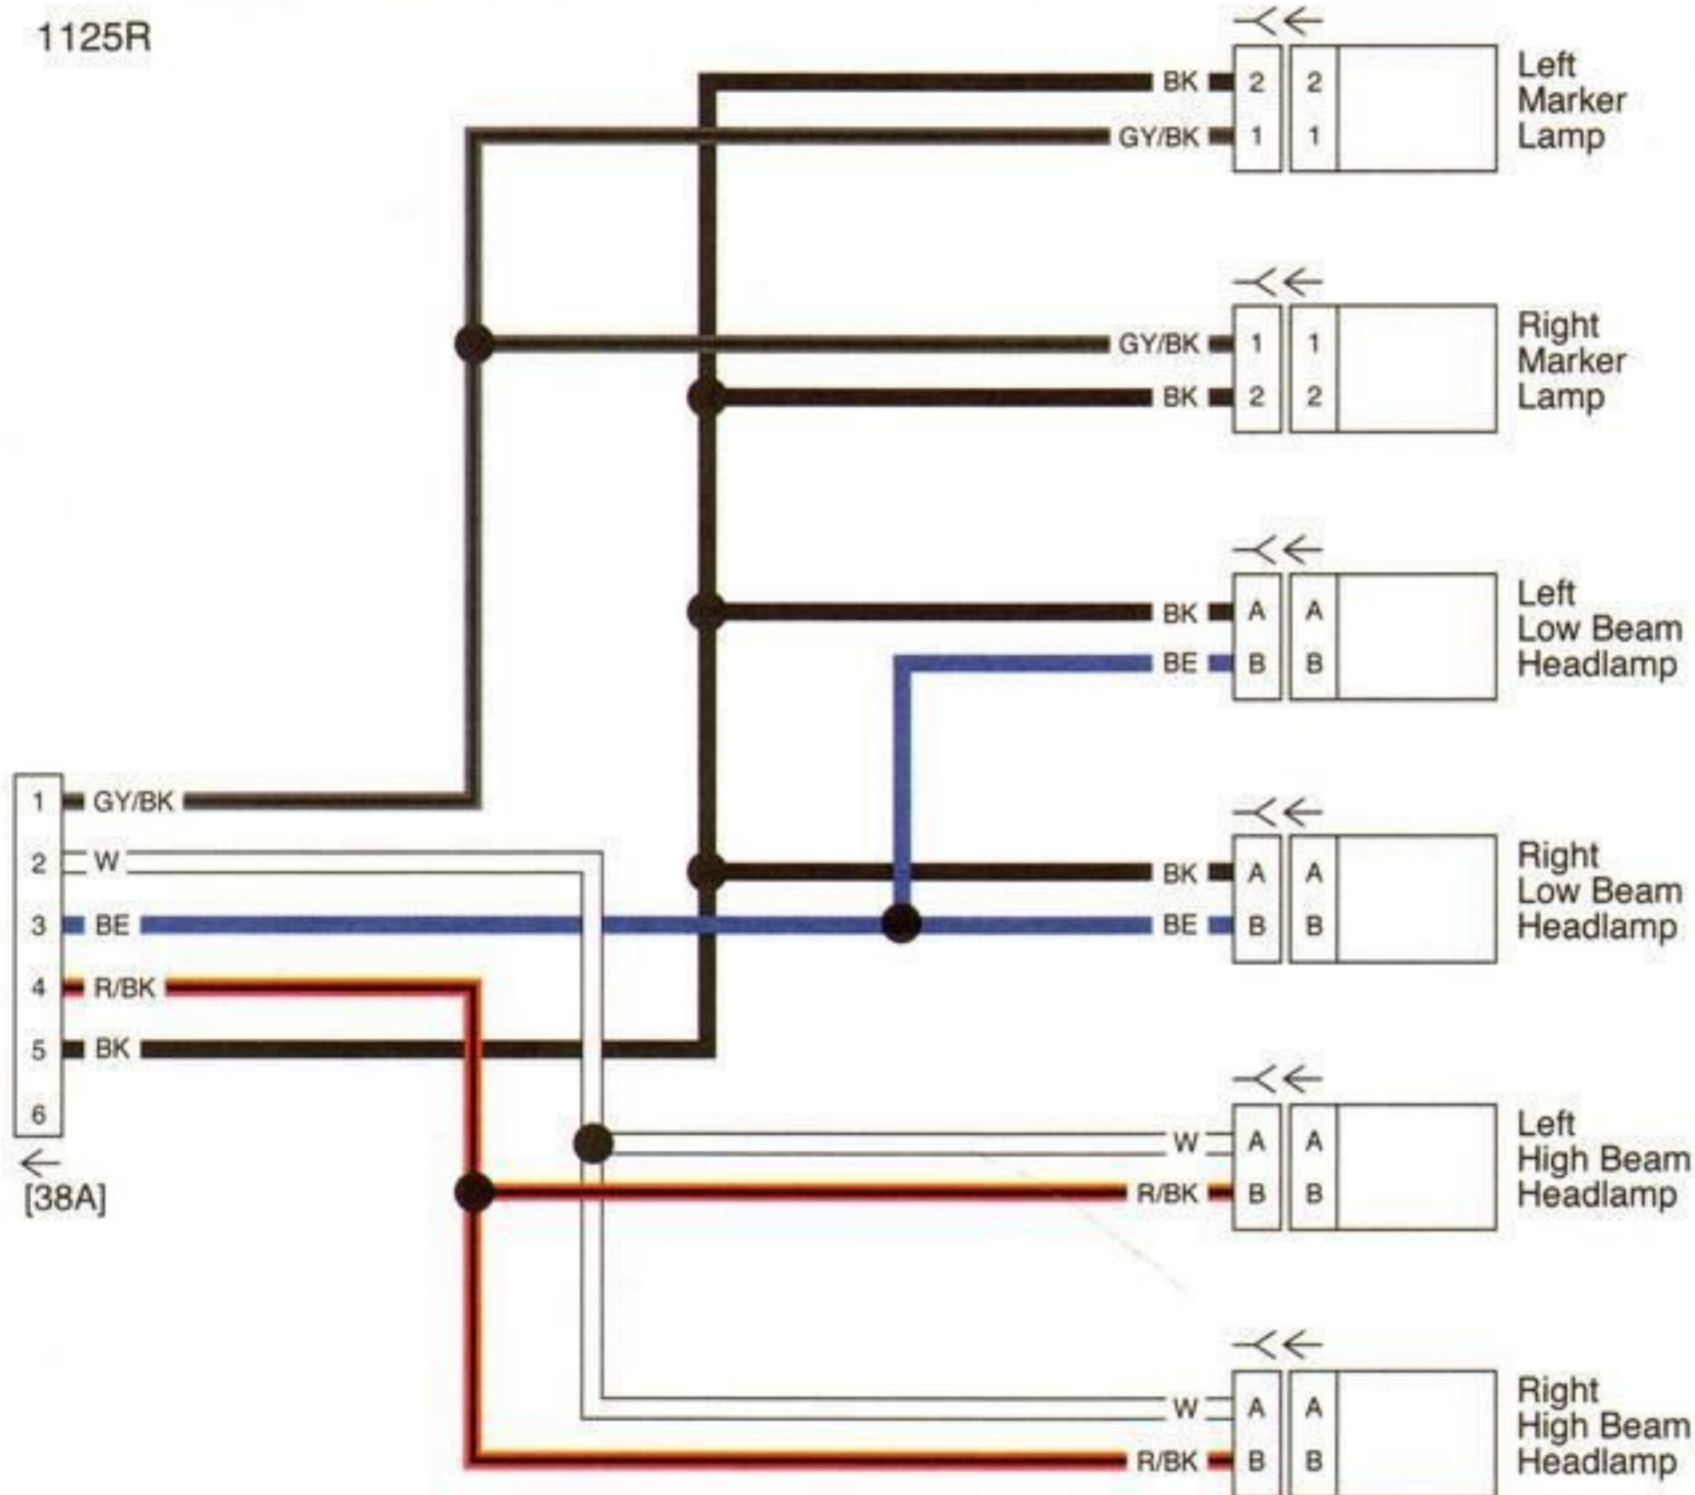 1125R
BK 2 2
GY/BK 1 1
Left
Marker
Lamp
GY/BK 1 1
BK 2 2
Right
Marker
Lamp
BK A A
BE B B
Left
Low Beam
Headlamp
1 GY/BK
2 W
3 BE
4 R/BK
5 BK
6
[38A]
BK A A
BE B B
Right
Low Beam
Headlamp
W A A
R/BK B B
Left
High Beam
Headlamp
W A A
R/BK B B
Right
High Beam
Headlamp